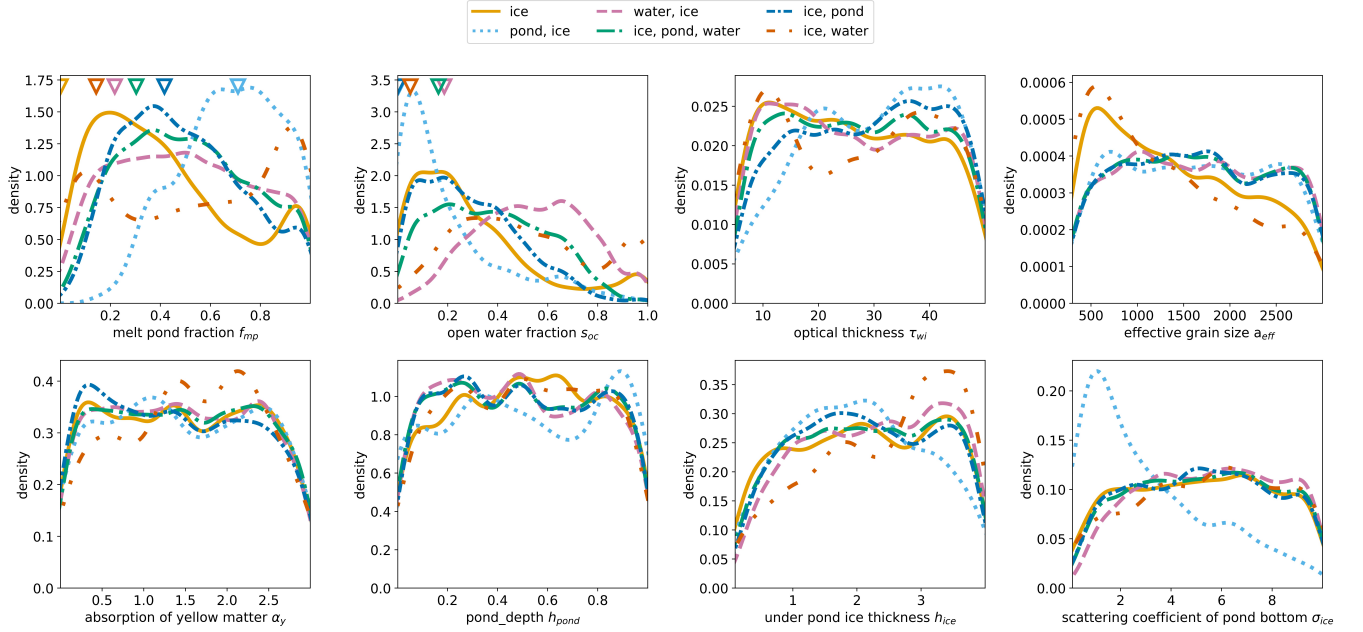 ice
water, ice
ice, pond
pond, ice
ice, pond, water
ice, water
1.75
1.50
1.25
1.00
0.75
0.50
0.25
0.00
density
0.2 0.4 0.6 0.8
melt pond fraction f_mp
3.5
3.0
2.5
2.0
1.5
1.0
0.5
0.0
density
0.2 0.4 0.6 0.8 1.0
open water fraction s_oc
0.025
0.020
0.015
0.010
0.005
0.000
density
10 20 30 40
optical thickness τ_wi
0.0006
0.0005
0.0004
0.0003
0.0002
0.0001
0.0000
density
500 1000 1500 2000 2500
effective grain size a_eff
0.4
0.3
0.2
0.1
0.0
density
0.5 1.0 1.5 2.0 2.5
absorption of yellow matter α_y
1.0
0.8
0.6
0.4
0.2
0.0
density
0.2 0.4 0.6 0.8
pond_depth h_pond
0.35
0.30
0.25
0.20
0.15
0.10
0.05
0.00
density
1 2 3
under pond ice thickness h_ice
0.20
0.15
0.10
0.05
0.00
density
2 4 6 8
scattering coefficient of pond bottom σ_ice